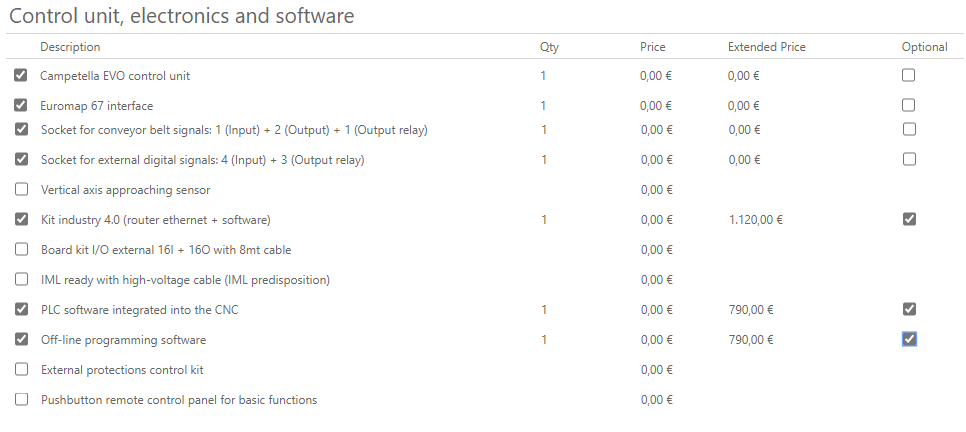 Control unit, electronics and software
Description Qty Price Extended Price Optional
Campetella EVO control unit 1 0,00 € 0,00 €
Euromap 67 interface 1 0,00 € 0,00 €
Socket for conveyor belt signals: 1 (Input) + 2 (Output) + 1 (Output relay) 1 0,00 € 0,00 €
Socket for external digital signals: 4 (Input) + 3 (Output relay) 1 0,00 € 0,00 €
Vertical axis approaching sensor 0,00 €
Kit industry 4.0 (router ethernet + software) 1 0,00 € 1.120,00 €
Board kit I/O external 16I + 16O with 8mt cable 0,00 €
IML ready with high-voltage cable (IML predisposition) 0,00 €
PLC software integrated into the CNC 1 0,00 € 790,00 €
Off-line programming software 1 0,00 € 790,00 €
External protections control kit 0,00 €
Pushbutton remote control panel for basic functions 0,00 €